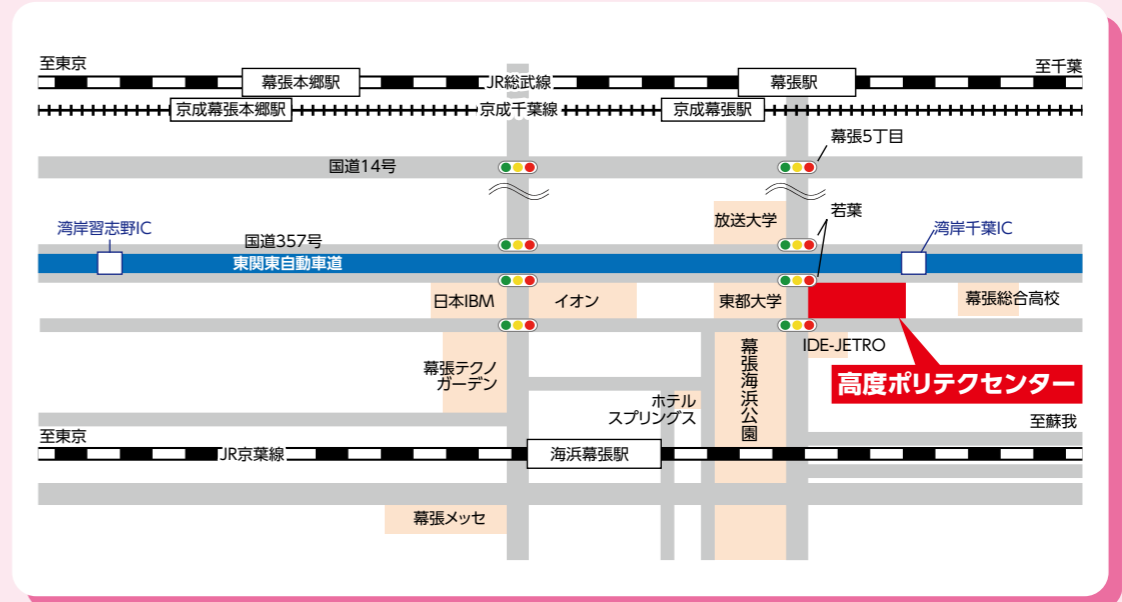 至東京
至千葉
幕張本郷駅
JR総武線
幕張駅
京成幕張本郷駅
京成千葉線
京成幕張駅
幕張5丁目
国道14号
放送大学
若葉
湾岸習志野IC
国道357号
湾岸千葉IC
東関東自動車道
日本IBM
イオン
東都大学
幕張総合高校
IDE-JETRO
幕張テクノ
ガーデン
幕張海浜公園
高度ポリテクセンター
ホテル
スプリングス
至東京
至蘇我
JR京葉線
海浜幕張駅
幕張メッセ